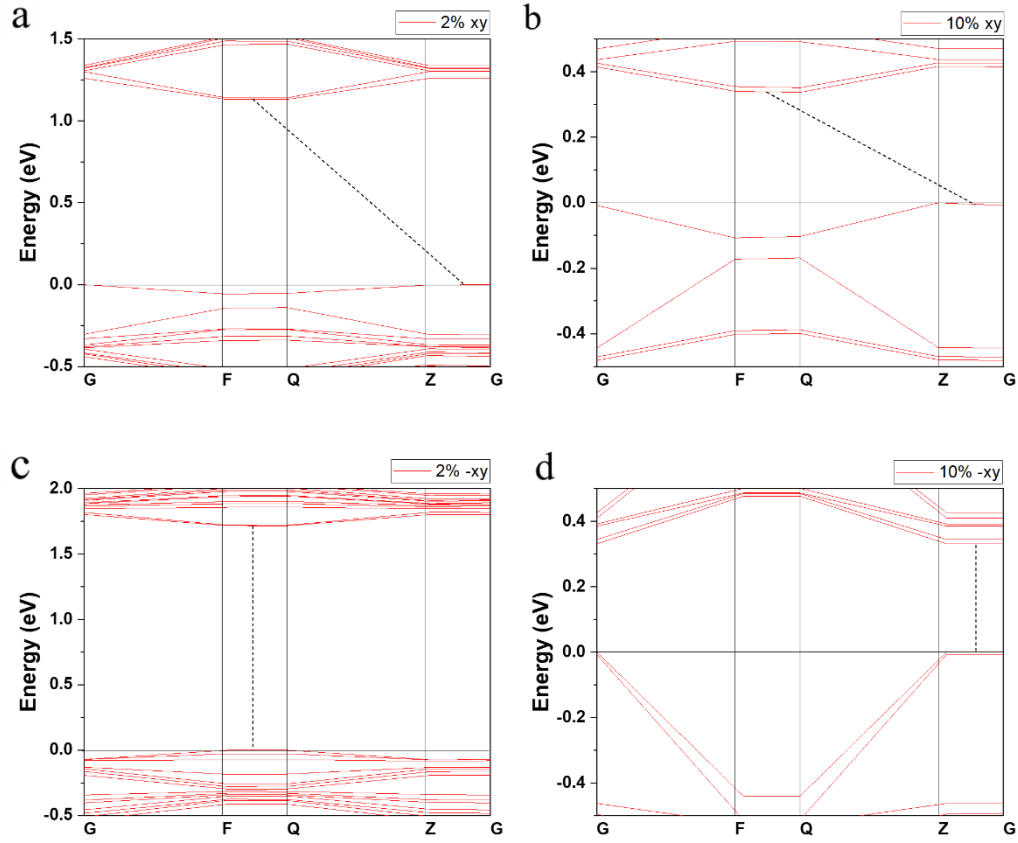 a
2% xy
Energy (eV)
1.5
1.0
0.5
0.0
-0.5
G F Q Z G
b
10% xy
Energy (eV)
0.4
0.2
0.0
-0.2
-0.4
G F Q Z G
c
2% -xy
Energy (eV)
2.0
1.5
1.0
0.5
0.0
-0.5
G F Q Z G
d
10% -xy
Energy (eV)
0.4
0.2
0.0
-0.2
-0.4
G F Q Z G